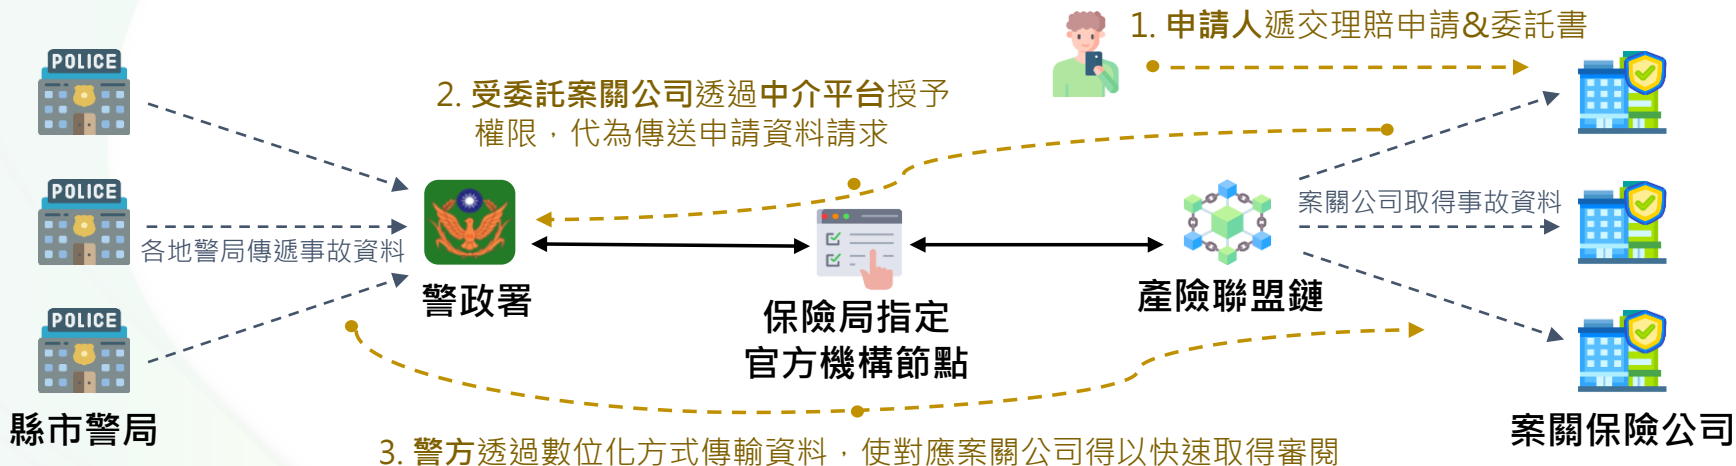 1. 申請人遞交理賠申請&委託書
POLICE
2. 受委託案關公司透過中介平台授予
權限，代為傳送申請資料請求
POLICE
案關公司取得事故資料
各地警局傳遞事故資料
警政署
產險聯盟鏈
保險局指定
官方機構節點
POLICE
縣市警局
案關保險公司
3. 警方透過數位化方式傳輸資料，使對應案關公司得以快速取得審閱